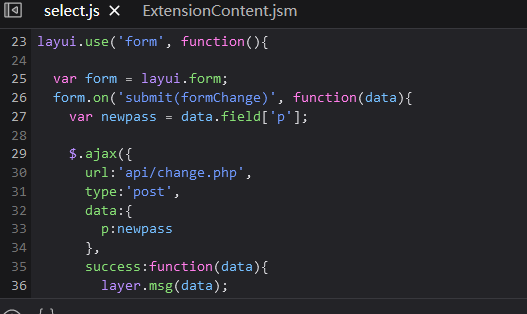 select.js ExtensionContent.jsm
23 layui.use('form', function(){
24
25 var form = layui.form;
26 form.on('submit(formChange)', function(data){
27 var newpass = data.field['p'];
28
29 $.ajax({
30 url:'api/change.php',
31 type:'post',
32 data:{
33 p:newpass
34 },
35 success:function(data){
36 layer.msg(data);